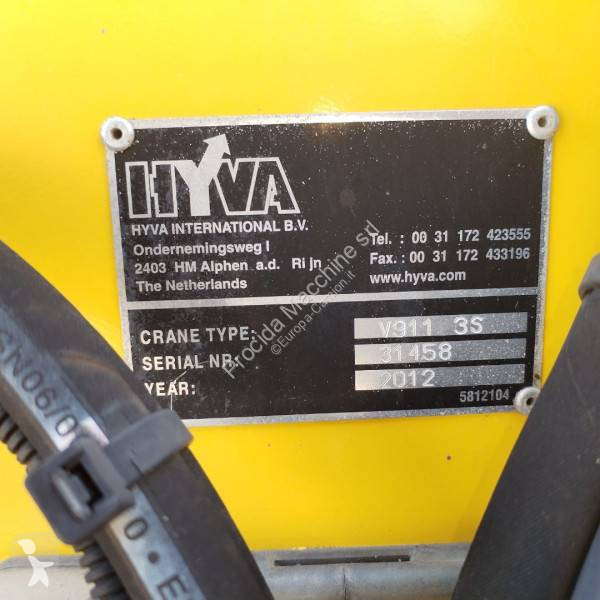 HYVA
HYVA INTERNATIONAL B.V.
Ondernemingsweg 1
2403 HM Alphen a.d. Rijn
The Netherlands
Tel. : 00 31 172 423555
Fax. : 00 31 172 433196
www.hyva.com
CRANE TYPE: V911 3S
SERIAL NR: 31458
YEAR: 2012
5812104
Procida Macchine srl
©Europa-Camion.it